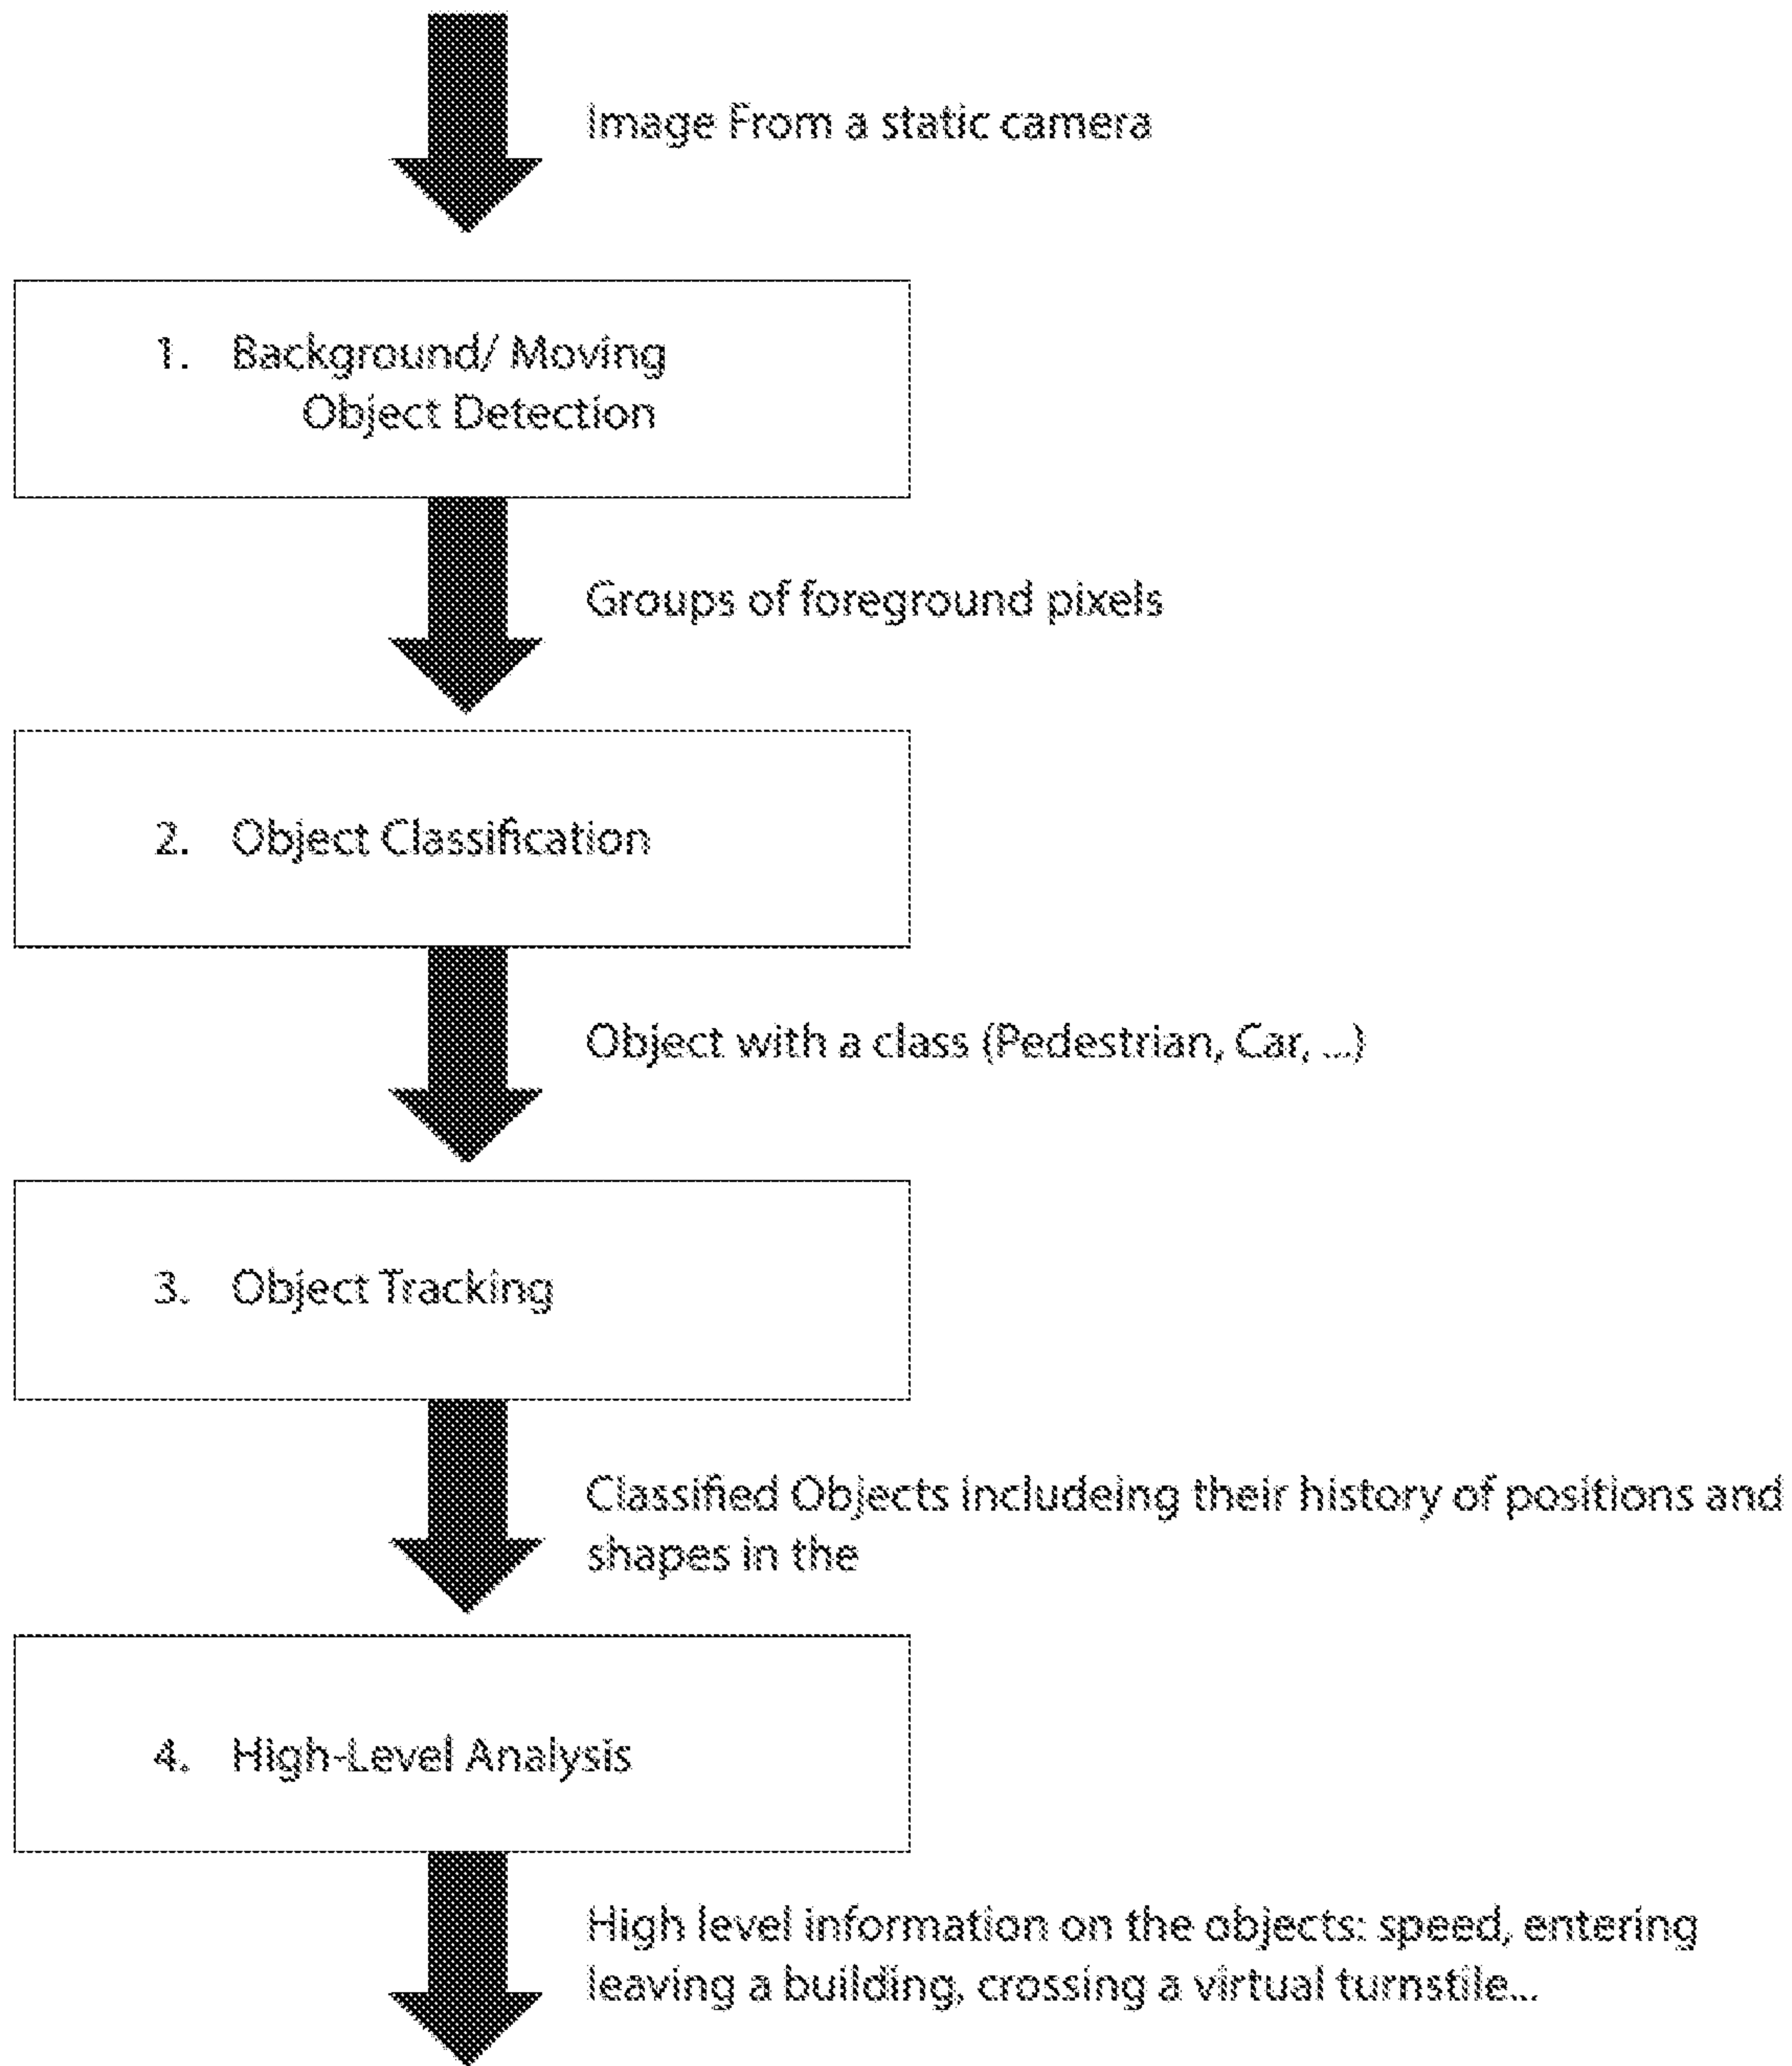 Image From a static camera
1. Background/ Moving
Object Detection
Groups of foreground pixels
2. Object Classification
Object with a class (Pedestrian, Car, ...)
3. Object Tracking
Classified Objects includeing their history of positions and
shapes in the
4. High-Level Analysis
High level information on the objects: speed, entering
leaving a building, crossing a virtual turnstile...